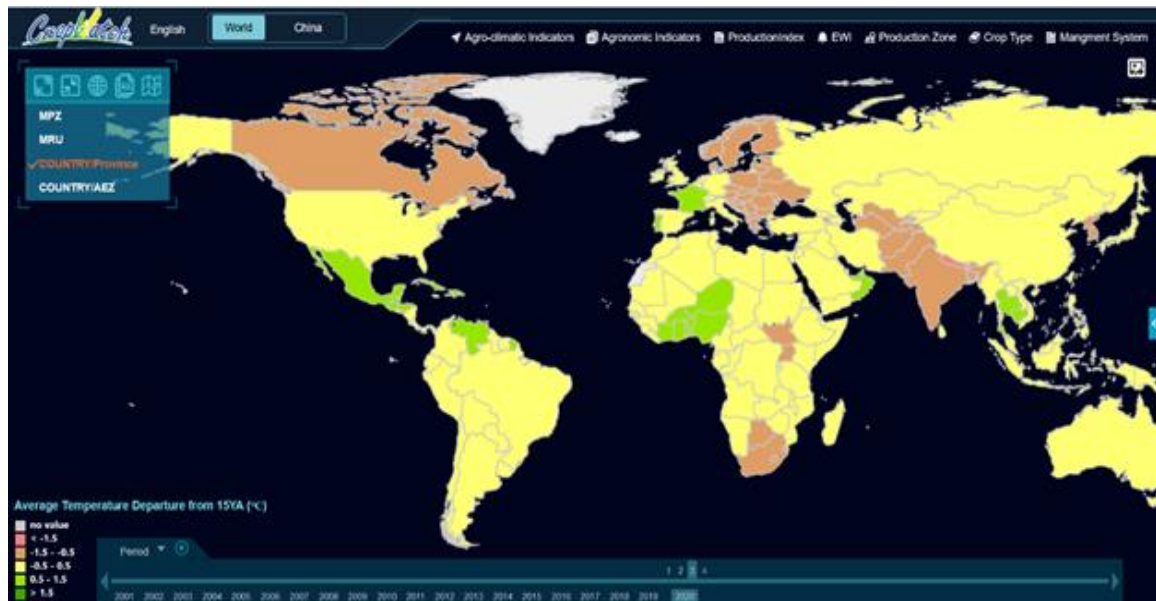 CropWatch English World China
Agro-climatic Indicators Agronomic Indicators ProductionIndex EWI Production Zone Crop Type Mangment System
MPZ
MRU
COUNTRY/Province
COUNTRY/AEZ
Average Temperature Departure from 15YA (°C)
no value
< -1.5
-1.5 - -0.5
-0.5 - 0.5
0.5 - 1.5
> 1.5
Period
1 2 3 4
2001 2002 2003 2004 2005 2006 2007 2008 2009 2010 2011 2012 2013 2014 2015 2016 2017 2018 2019 2020